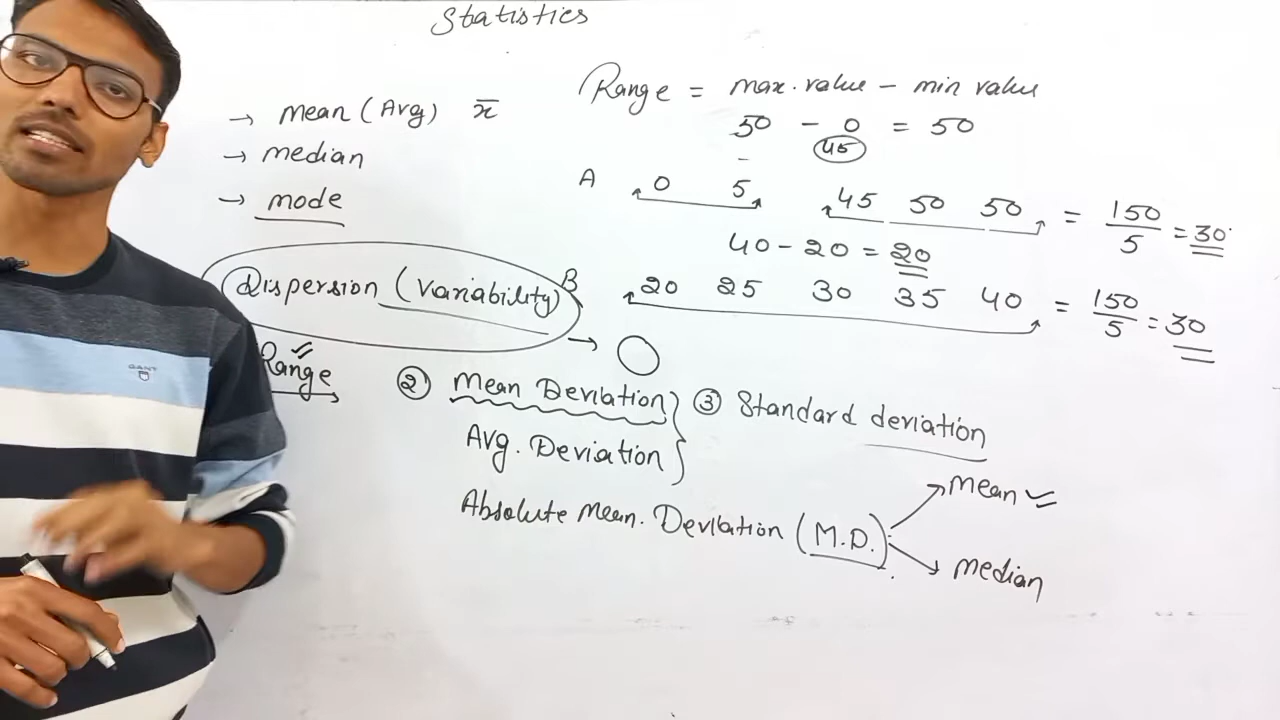 Statistics
→ mean (Avg) x̄
→ median
→ mode
Dispersion (Variability)
Range
Range = max. value - min value
50 - 0 = 50
45
A 0 5 45 50 50 = 150/5 = 30
40 - 20 = 20
B 20 25 30 35 40 = 150/5 = 30
② Mean Deviation
Avg. Deviation
③ Standard deviation
Absolute Mean. Deviation (M.D.)
Mean
median
GANT